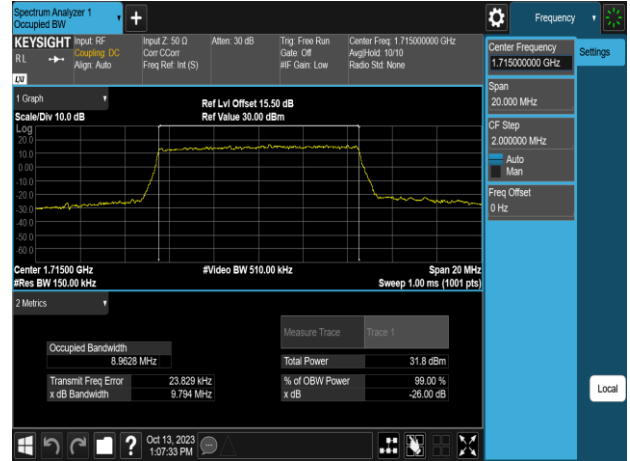 Spectrum Analyzer 1
Occupied BW
Frequency
KEYSIGHT
Input: RF
Input Z: 50 Ω
Atten: 30 dB
Trig: Free Run
Center Freq: 1.715000000 GHz
RL
Coupling: DC
Corr CCorr
Gate: Off
Avg|Hold: 10/10
Align: Auto
Freq Ref: Int (S)
#IF Gain: Low
Radio Std: None
LXI
Center Frequency
1.715000000 GHz
Settings
Span
20.000 MHz
CF Step
2.000000 MHz
Auto
Man
Freq Offset
0 Hz
1 Graph
Ref Lvl Offset 15.50 dB
Scale/Div 10.0 dB
Ref Value 30.00 dBm
Log
20.0
10.0
0.00
-10.0
-20.0
-30.0
-40.0
-50.0
-60.0
Center 1.71500 GHz
#Video BW 510.00 kHz
Span 20 MHz
#Res BW 150.00 kHz
Sweep 1.00 ms (1001 pts)
2 Metrics
Measure Trace
Trace 1
Occupied Bandwidth
8.9628 MHz
Total Power
31.8 dBm
Transmit Freq Error
23.829 kHz
% of OBW Power
99.00 %
x dB Bandwidth
9.794 MHz
x dB
-26.00 dB
Local
?
Oct 13, 2023
1:07:33 PM